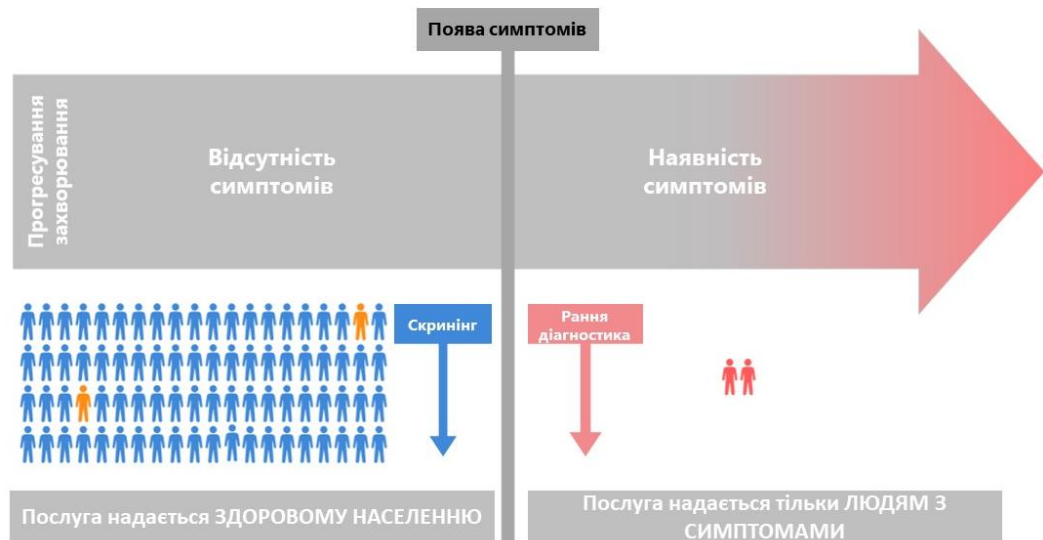 Поява симптомів
Прогресування
захворювання
Відсутність
симптомів
Наявність
симптомів
Скринінг
Рання
діагностика
Послуга надається ЗДОРОВОМУ НАСЕЛЕННЮ
Послуга надається тільки ЛЮДЯМ З
СИМПТОМАМИ